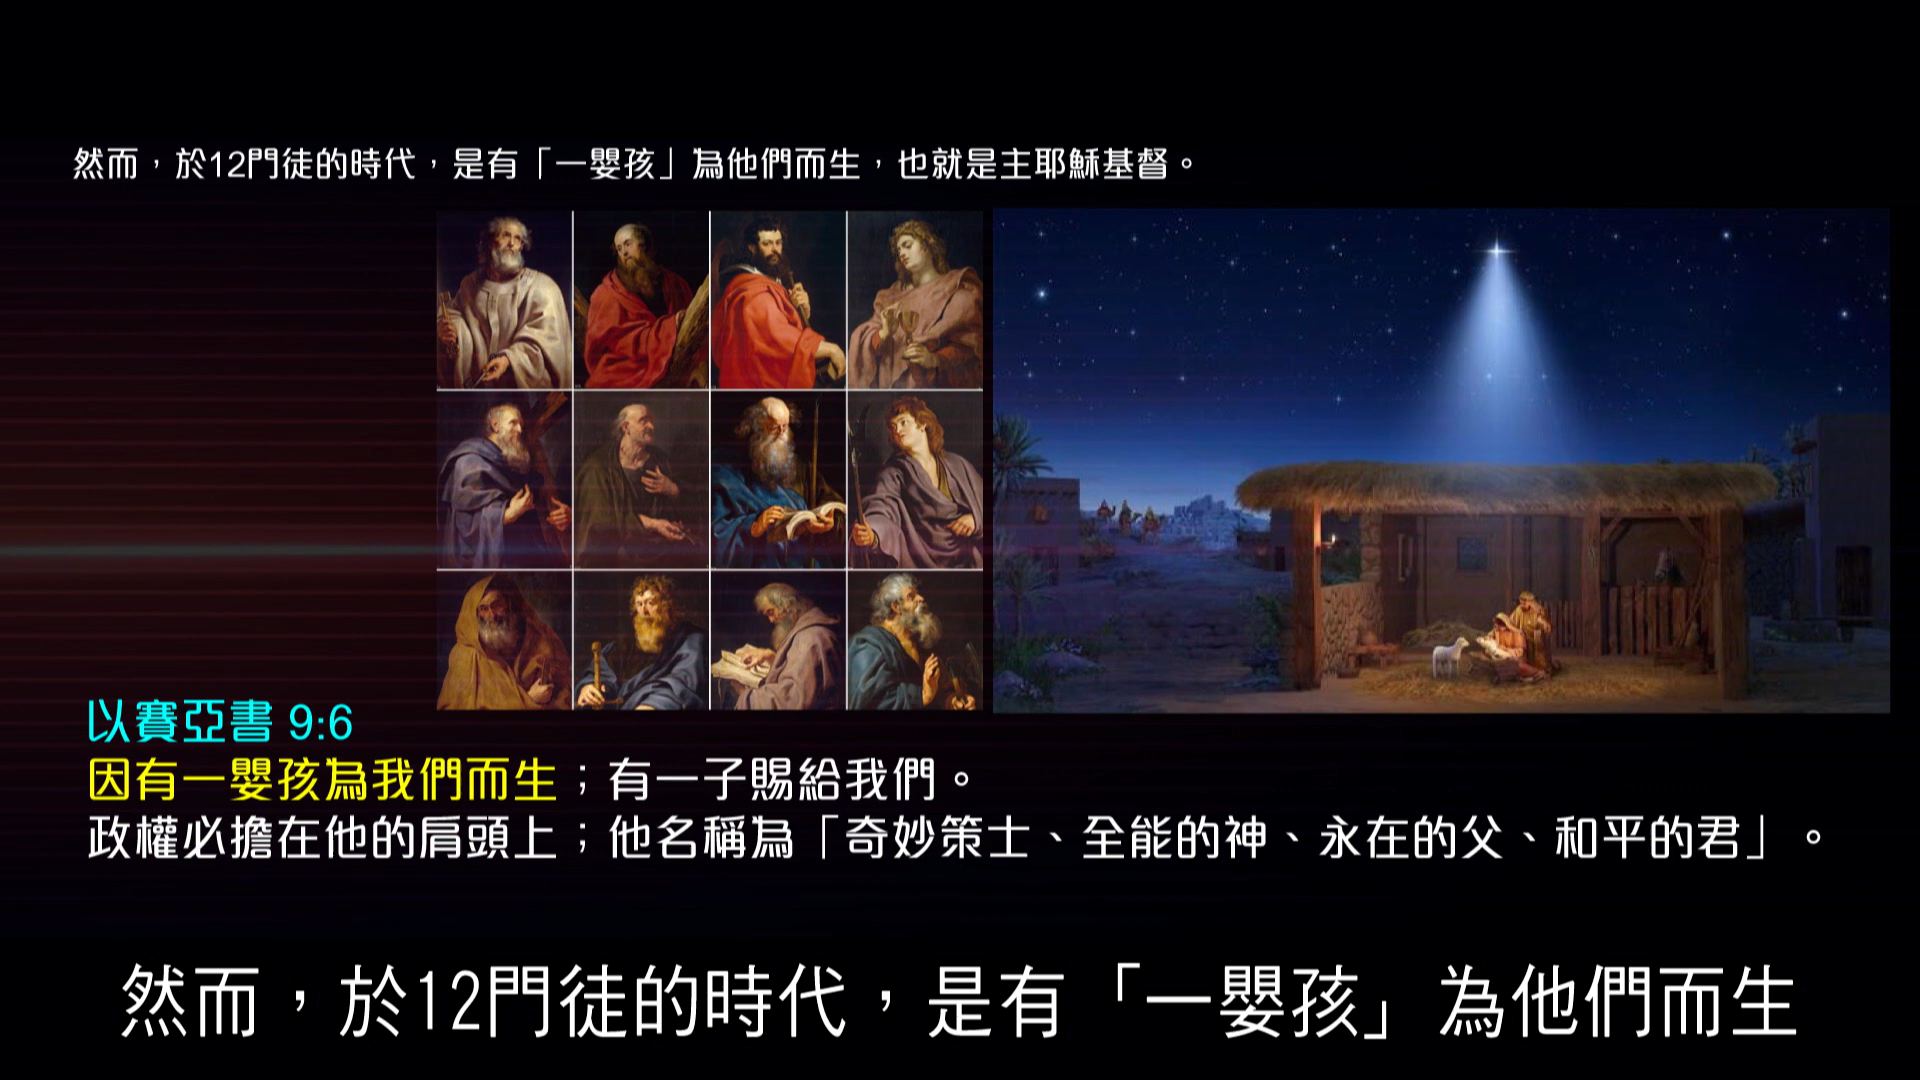 然而，於12門徒的時代，是有「一嬰孩」為他們而生，也就是主耶穌基督。
以賽亞書 9:6
因有一嬰孩為我們而生；有一子賜給我們。
政權必擔在他的肩頭上；他名稱為「奇妙策士、全能的神、永在的父、和平的君」。
然而，於12門徒的時代，是有「一嬰孩」為他們而生